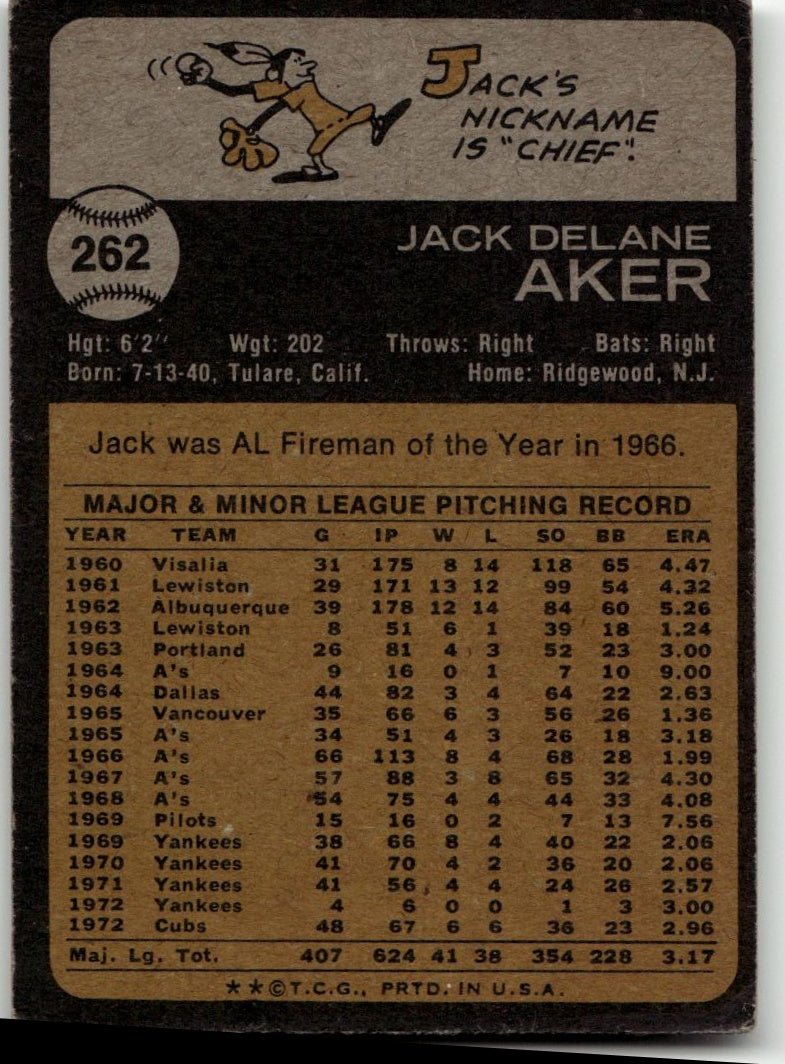 JACK'S
NICKNAME
IS "CHIEF".
262
JACK DELANE
AKER
Hgt: 6'2" Wgt: 202 Throws: Right Bats: Right
Born: 7-13-40, Tulare, Calif. Home: Ridgewood, N.J.
Jack was AL Fireman of the Year in 1966.
MAJOR & MINOR LEAGUE PITCHING RECORD
YEAR TEAM G IP W L SO BB ERA
1960 Visalia 31 175 8 14 118 65 4.47
1961 Lewiston 29 171 13 12 99 54 4.32
1962 Albuquerque 39 178 12 14 84 60 5.26
1963 Lewiston 8 51 6 1 39 18 1.24
1963 Portland 26 81 4 3 52 23 3.00
1964 A's 9 16 0 1 7 10 9.00
1964 Dallas 44 82 3 4 64 22 2.63
1965 Vancouver 35 66 6 3 56 26 1.36
1965 A's 34 51 4 3 26 18 3.18
1966 A's 66 113 8 4 68 28 1.99
1967 A's 57 88 3 8 65 32 4.30
1968 A's 54 75 4 4 44 33 4.08
1969 Pilots 15 16 0 2 7 13 7.56
1969 Yankees 38 66 8 4 40 22 2.06
1970 Yankees 41 70 4 2 36 20 2.06
1971 Yankees 41 56 4 4 24 26 2.57
1972 Yankees 4 6 0 0 1 3 3.00
1972 Cubs 48 67 6 6 36 23 2.96
Maj. Lg. Tot. 407 624 41 38 354 228 3.17
**©T.C.G., PRTD. IN U.S.A.